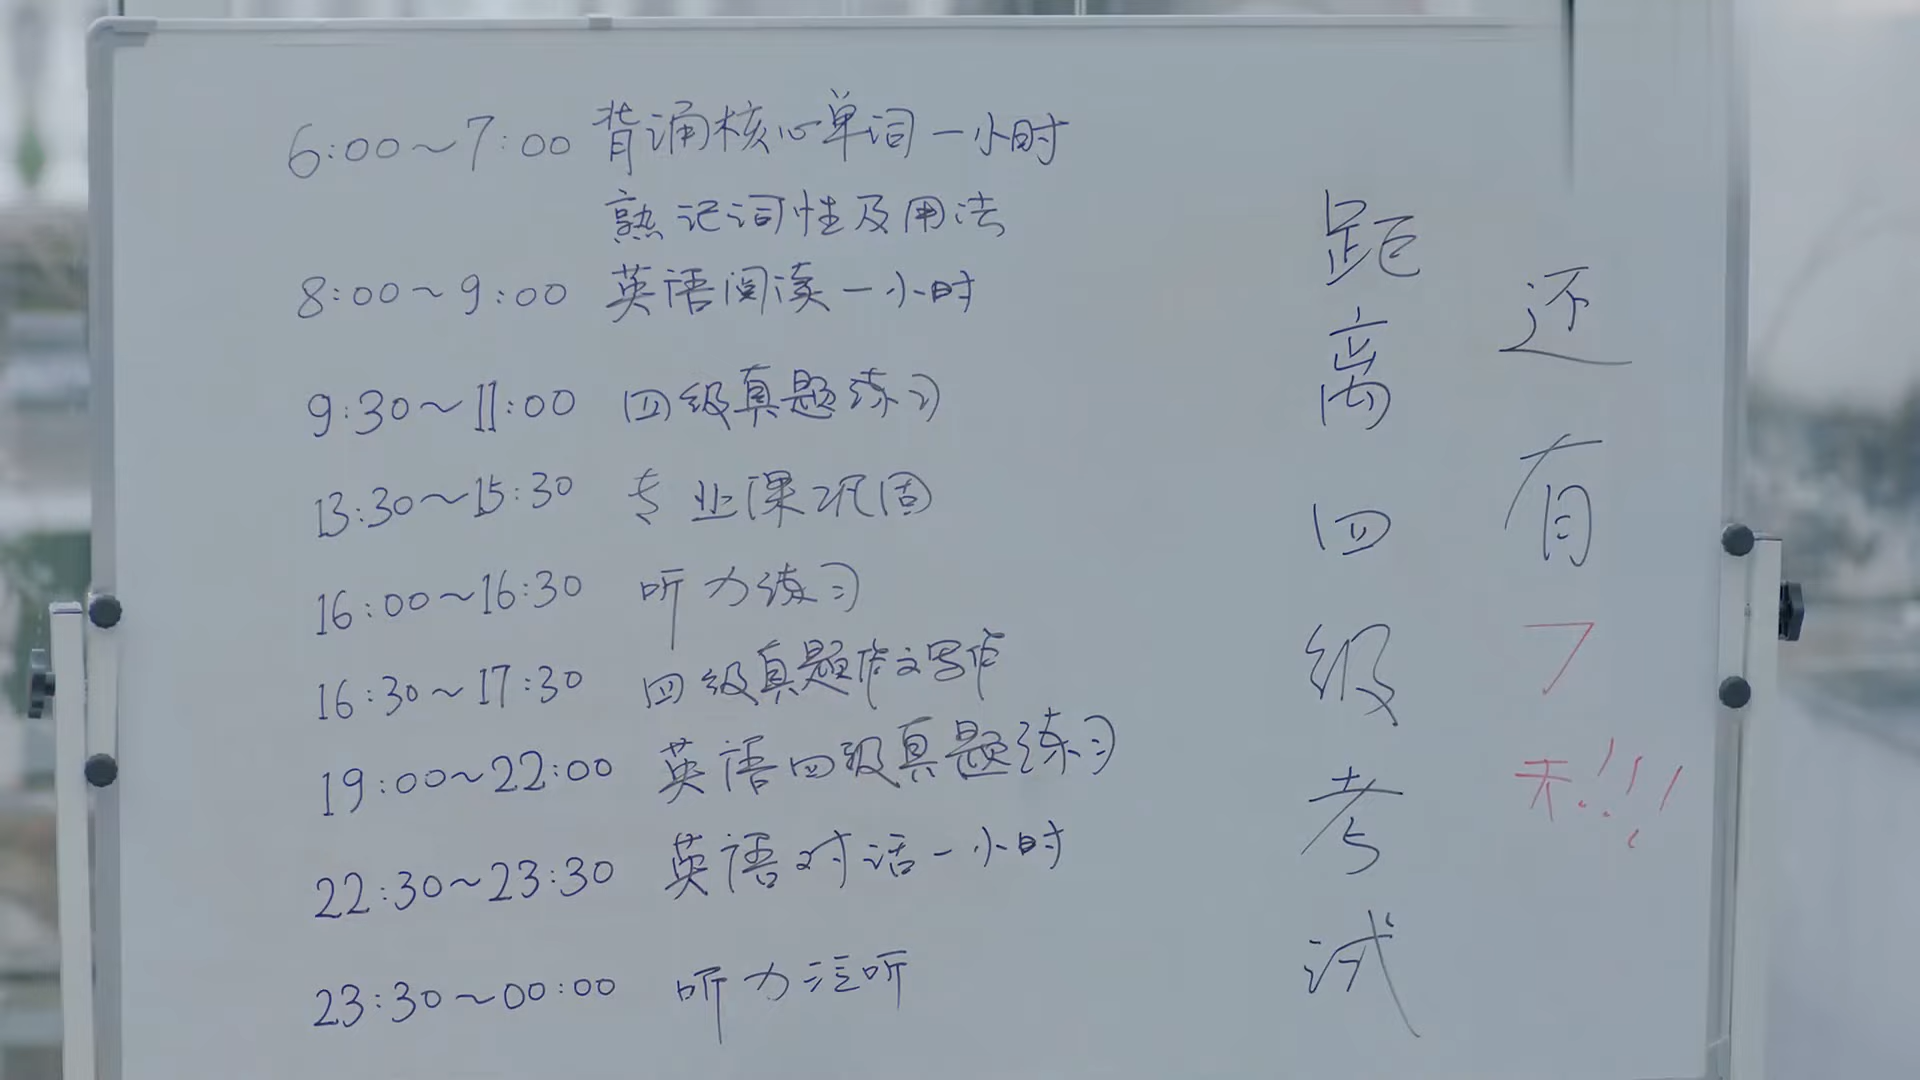 6:00~7:00 背诵核心单词一小时
熟记词性及用法
8:00~9:00 英语阅读一小时
9:30~11:00 四级真题练习
13:30~15:30 专业课巩固
16:00~16:30 听力练习
16:30~17:30 四级真题作文写作
19:00~22:00 英语四级真题练习
22:30~23:30 英语对话一小时
23:30~00:00 听力泛听
距离四级考试
还有7天!!!